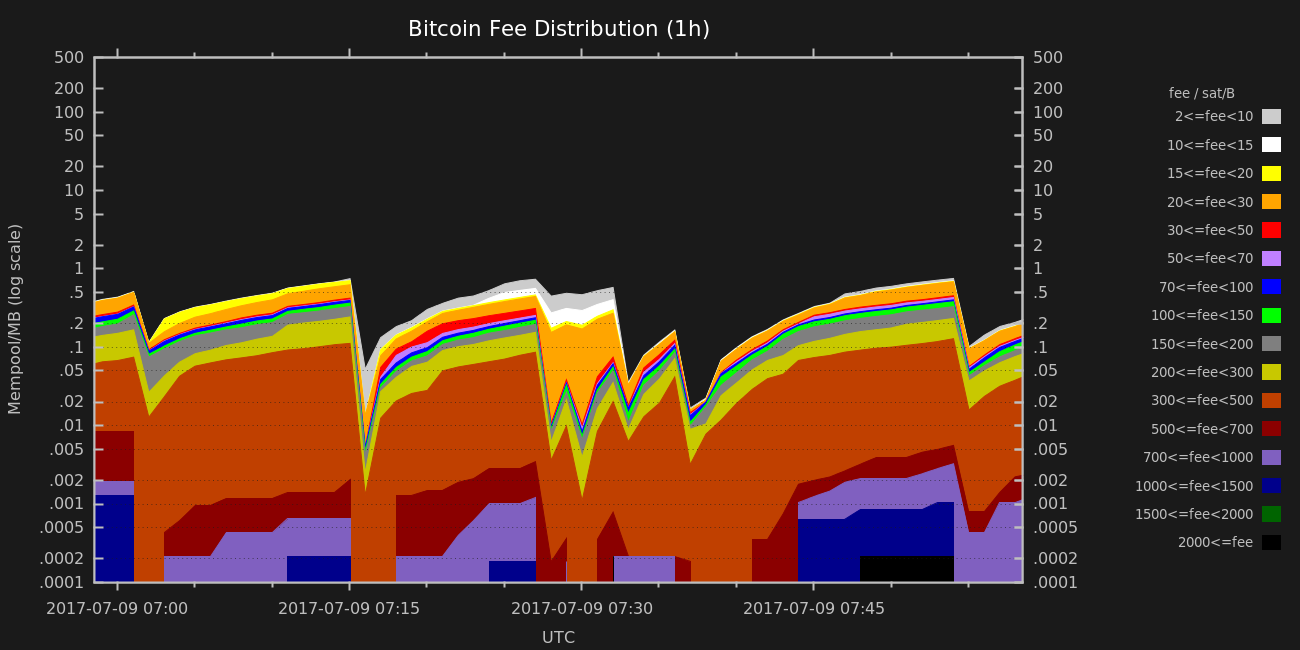 Bitcoin Fee Distribution (1h)
500 500
200 200
100 100
50 50
20 20
10 10
5 5
2 2
1 1
.5 .5
.2 .2
.1 .1
.05 .05
.02 .02
.01 .01
.005 .005
.002 .002
.001 .001
.0005 .0005
.0002 .0002
.0001 .0001
Mempool/MB (log scale)
2017-07-09 07:00 2017-07-09 07:15 2017-07-09 07:30 2017-07-09 07:45
UTC
fee / sat/B
2<=fee<10
10<=fee<15
15<=fee<20
20<=fee<30
30<=fee<50
50<=fee<70
70<=fee<100
100<=fee<150
150<=fee<200
200<=fee<300
300<=fee<500
500<=fee<700
700<=fee<1000
1000<=fee<1500
1500<=fee<2000
2000<=fee